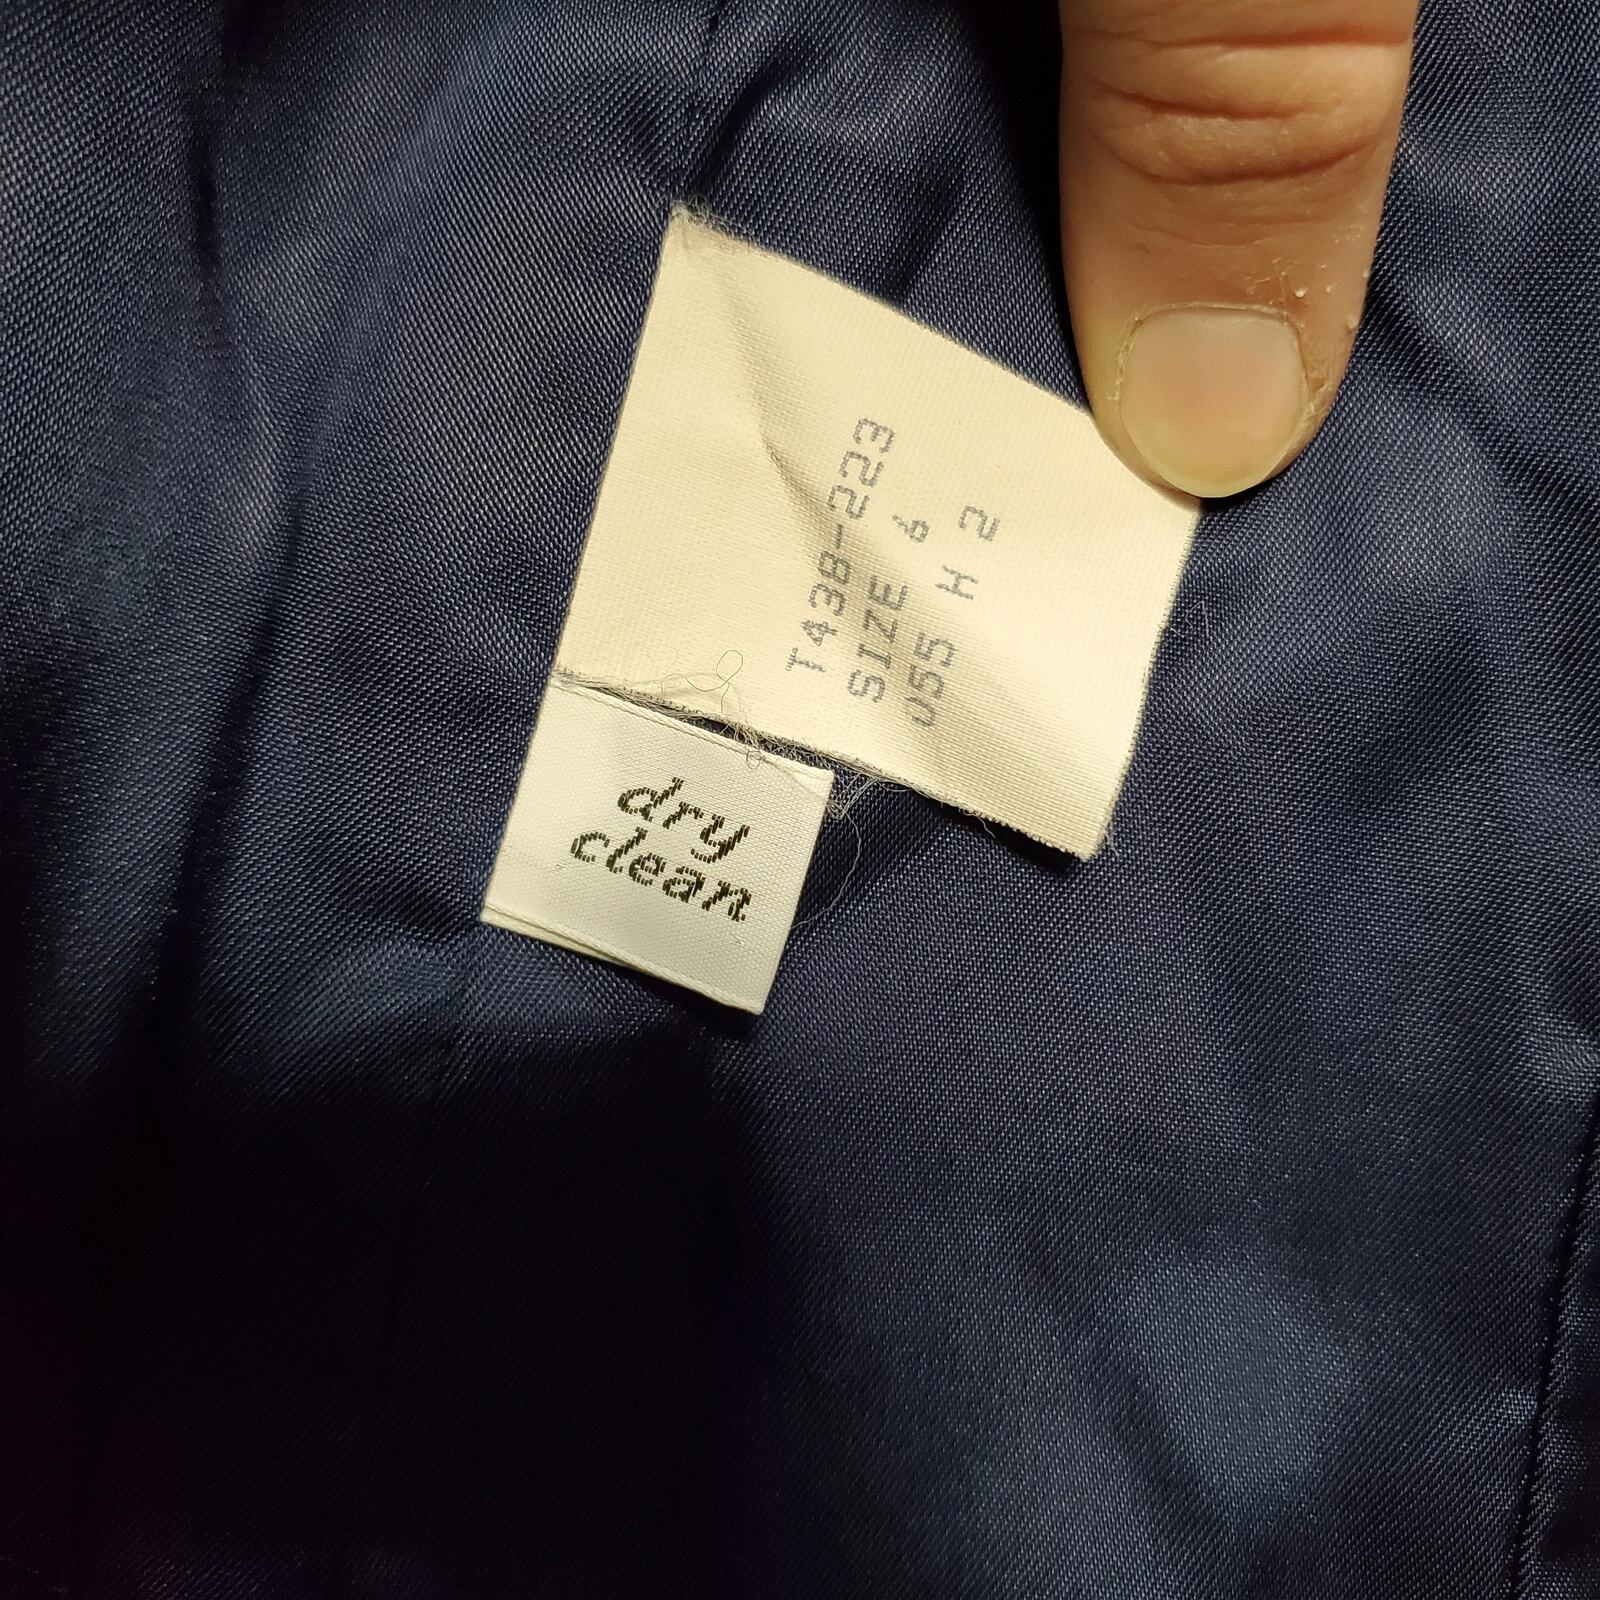 T438-223
SIZE 6
U55 H 2
dry
clean